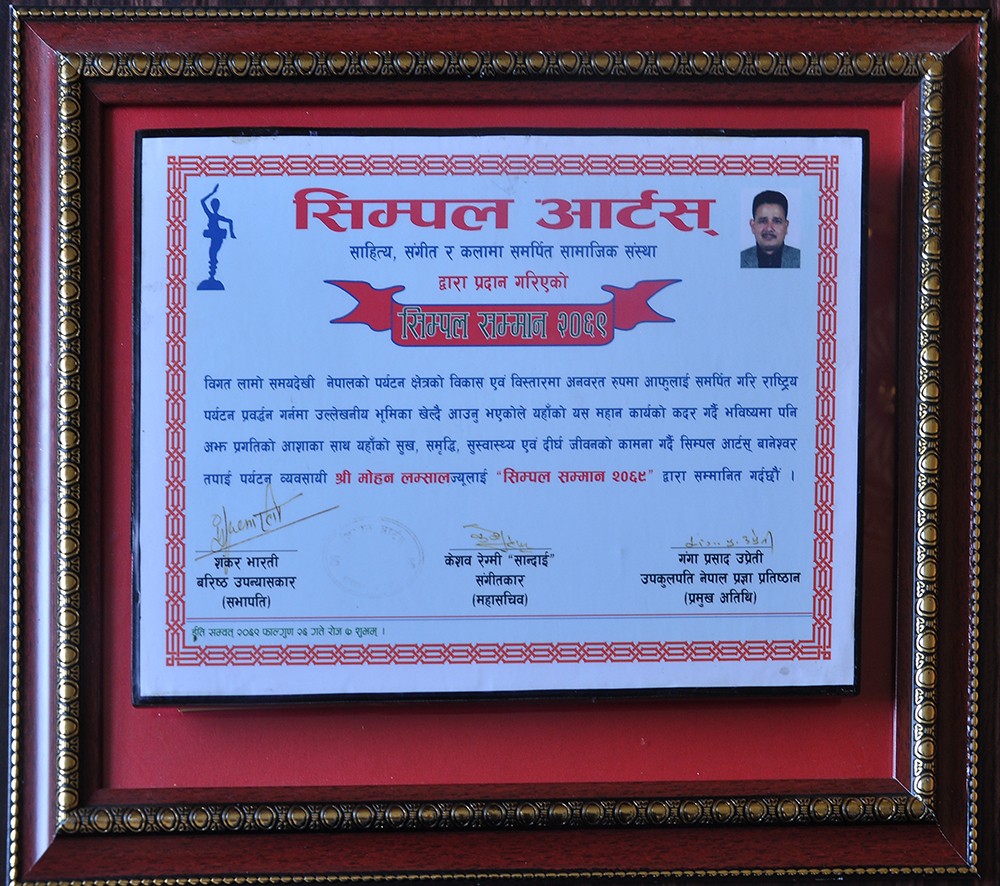 सिम्पल आर्टस्
साहित्य, संगीत र कलामा समर्पित सामाजिक संस्था
द्वारा प्रदान गरिएको
सिम्पल सम्मान २०६९
विगत लामो समयदेखी नेपालको पर्यटन क्षेत्रको विकास एवं विस्तारमा अनवरत रुपमा आफुलाई समर्पित गरि राष्ट्रिय
पर्यटन प्रवर्द्धन गर्नमा उल्लेखनीय भूमिका खेल्दै आउनु भएकोले यहाँको यस महान कार्यको कदर गर्दै भविष्यमा पनि
अझ प्रगतिको आशाका साथ यहाँको सुख, समृद्धि, सुस्वास्थ्य एवं दीर्घ जीवनको कामना गर्दै सिम्पल आर्टस् बानेश्वर
तपाई पर्यटन व्यवसायी श्री मोहन लम्सालज्यूलाई "सिम्पल सम्मान २०६९" द्वारा सम्मानित गर्दछौं ।
शंकर भारती
बरिष्ठ उपन्यासकार
(सभापति)
केशव रेग्मी "सान्दाई"
संगीतकार
(महासचिव)
गंगा प्रसाद उप्रेती
उपकुलपति नेपाल प्रज्ञा प्रतिष्ठान
(प्रमुख अतिथि)
ईति सम्वत् २०६९ फाल्गुण २६ गते रोज ७ शुभम् ।